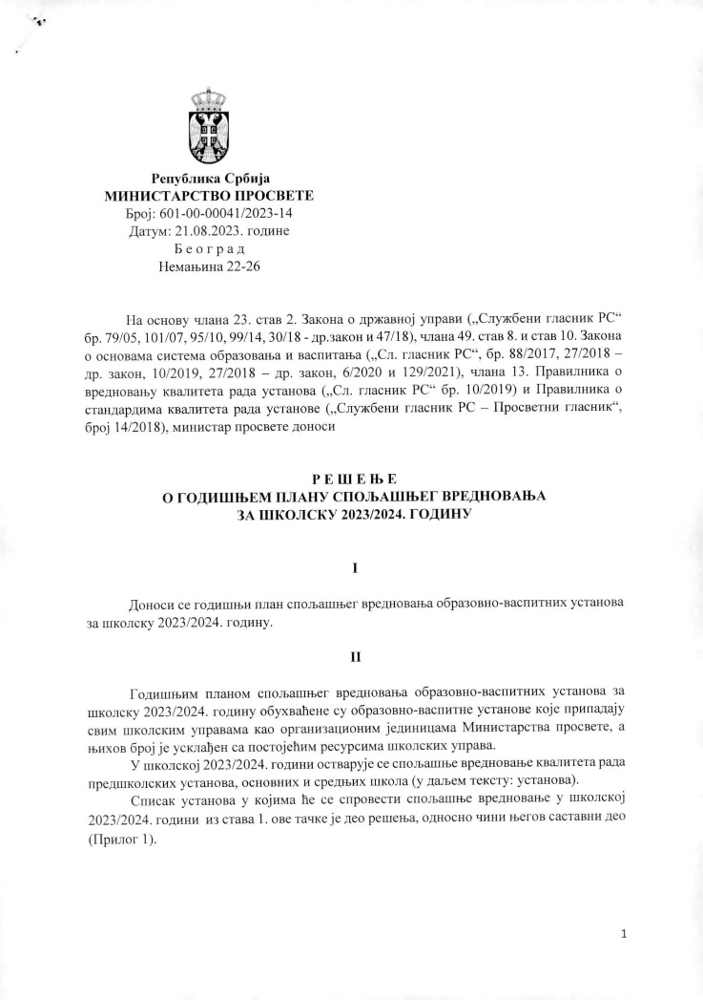 Република Србија
МИНИСТАРСТВО ПРОСВЕТЕ
Број: 601-00-00041/2023-14
Датум: 21.08.2023. године
Б е о г р а д
Немањина 22-26
На основу члана 23. став 2. Закона о државној управи („Службени гласник РС“
бр. 79/05, 101/07, 95/10, 99/14, 30/18 - др.закон и 47/18), члана 49. став 8. и став 10. Закона
о основама система образовања и васпитања („Сл. гласник РС“, бр. 88/2017, 27/2018 –
др. закон, 10/2019, 27/2018 – др. закон, 6/2020 и 129/2021), члана 13. Правилника о
вредновању квалитета рада установа („Сл. гласник РС“ бр. 10/2019) и Правилника о
стандардима квалитета рада установе („Службени гласник РС – Просветни гласник“,
број 14/2018), министар просвете доноси
Р Е Ш Е Њ Е
О ГОДИШЊЕМ ПЛАНУ СПОЉАШЊЕГ ВРЕДНОВАЊА
ЗА ШКОЛСКУ 2023/2024. ГОДИНУ
I
Доноси се годишњи план спољашњег вредновања образовно-васпитних установа
за школску 2023/2024. годину.
II
Годишњим планом спољашњег вредновања образовно-васпитних установа за
школску 2023/2024. годину обухваћене су образовно-васпитне установе које припадају
свим школским управама као организационим јединицама Министарства просвете, а
њихов број је усклађен са постојећим ресурсима школских управа.
У школској 2023/2024. години остварује се спољашње вредновање квалитета рада
предшколских установа, основних и средњих школа (у даљем тексту: установа).
Списак установа у којима ће се спровести спољашње вредновање у школској
2023/2024. години из става 1. ове тачке је део решења, односно чини његов саставни део
(Прилог 1).
1